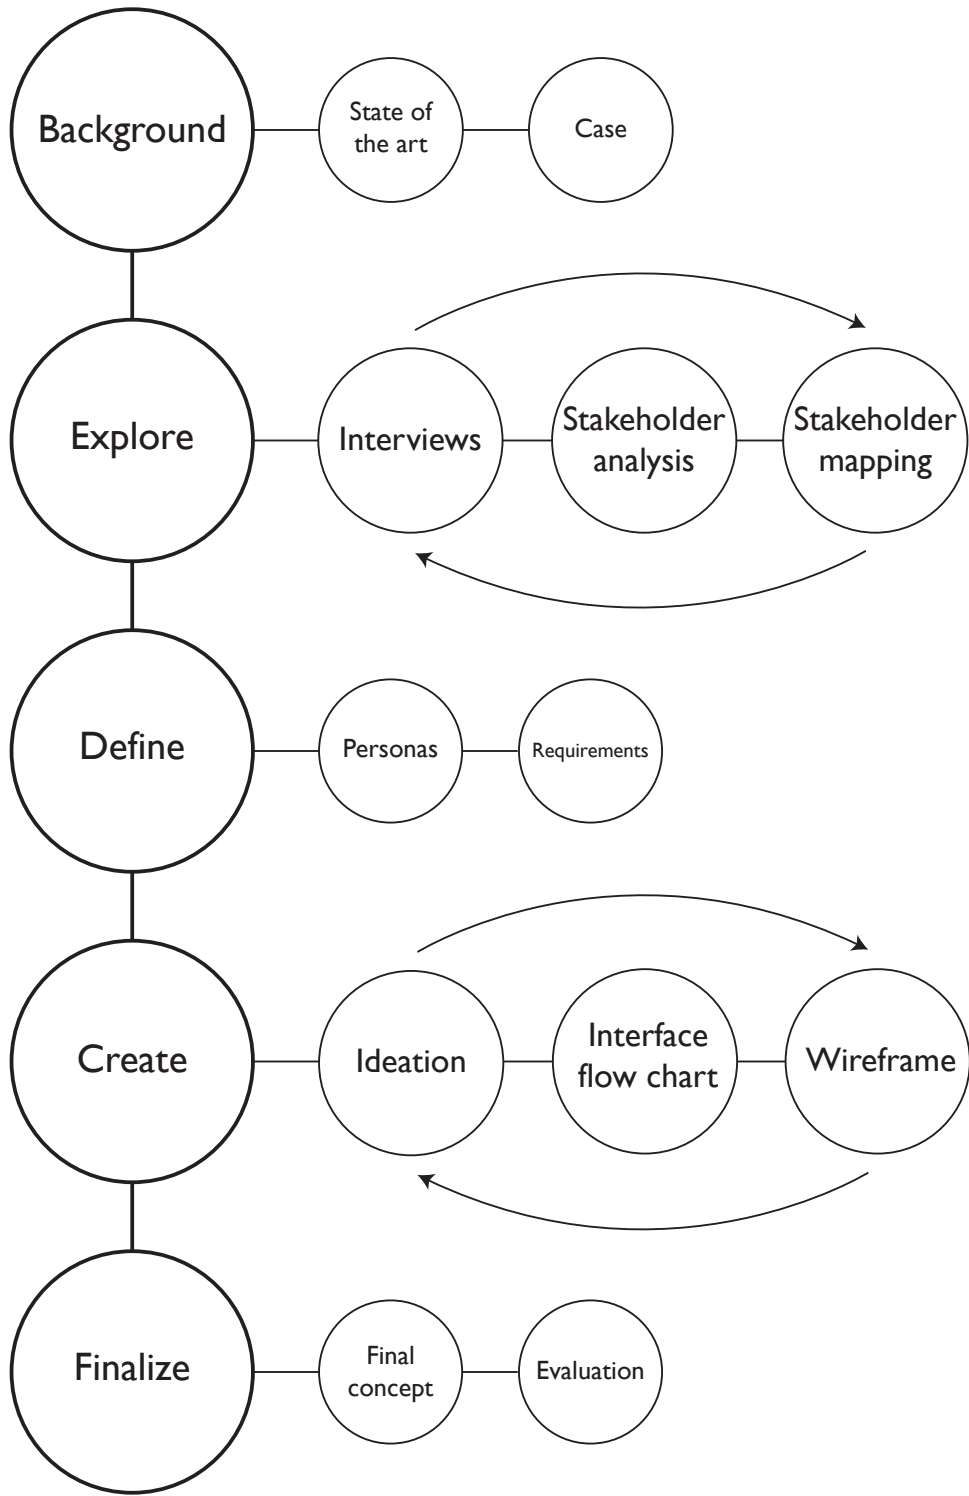 Background
State of
the art
Case
Explore
Interviews
Stakeholder
analysis
Stakeholder
mapping
Define
Personas
Requirements
Create
Ideation
Interface
flow chart
Wireframe
Finalize
Final
concept
Evaluation